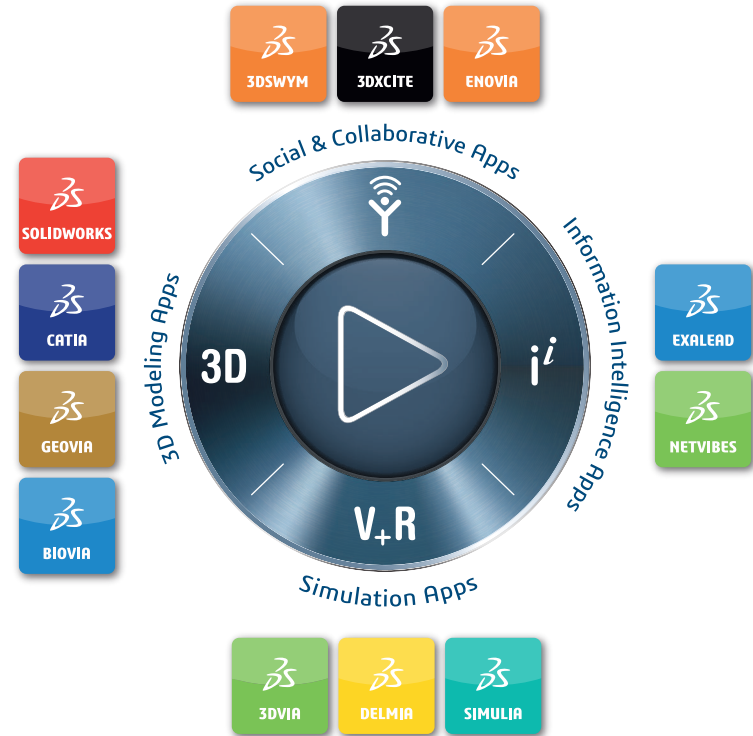 3DSWYM
3DXCITE
ENOVIA
Social & Collaborative Apps
SOLIDWORKS
CATIA
GEOVIA
BIOVIA
3D Modeling Apps
3D
i i
Information Intelligence Apps
EXALEAD
NETVIBES
V+R
Simulation Apps
3DVIA
DELMIA
SIMULIA